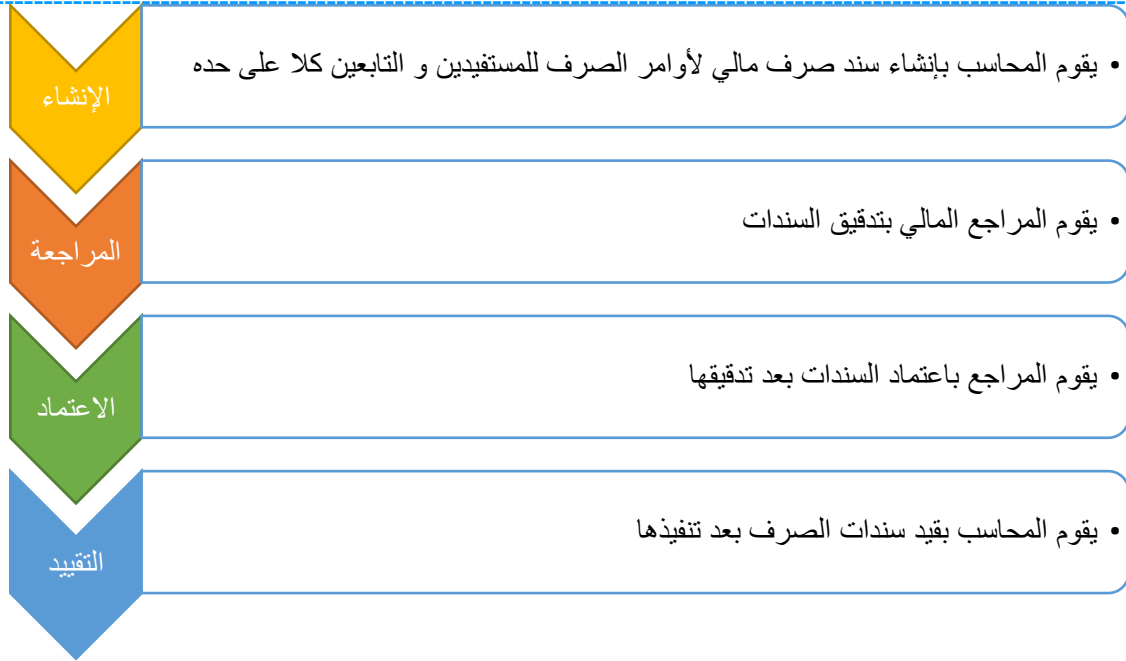 الإنشاء
• يقوم المحاسب بإنشاء سند صرف مالي لأوامر الصرف للمستفيدين و التابعين كلا على حده
المراجعة
• يقوم المراجع المالي بتدقيق السندات
الاعتماد
• يقوم المراجع باعتماد السندات بعد تدقيقها
التقييد
• يقوم المحاسب بقيد سندات الصرف بعد تنفيذها